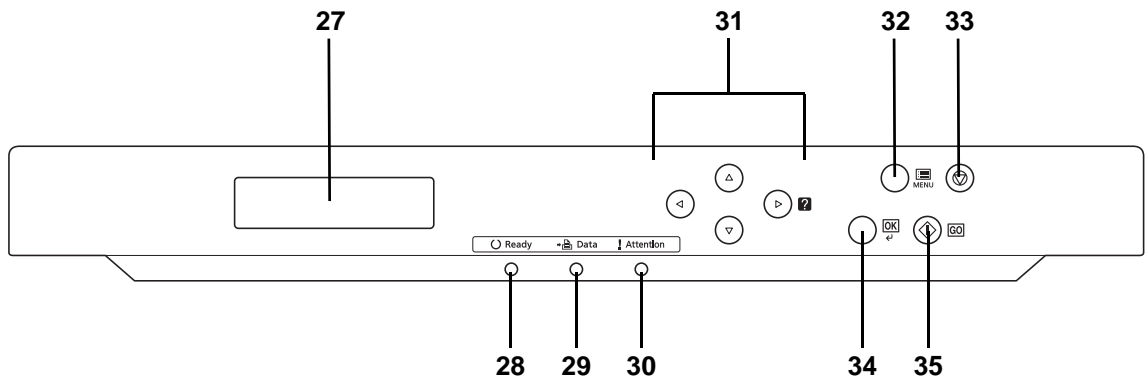 27 31 32 33
MENU
?
OK GO
Ready Data ! Attention
28 29 30 34 35